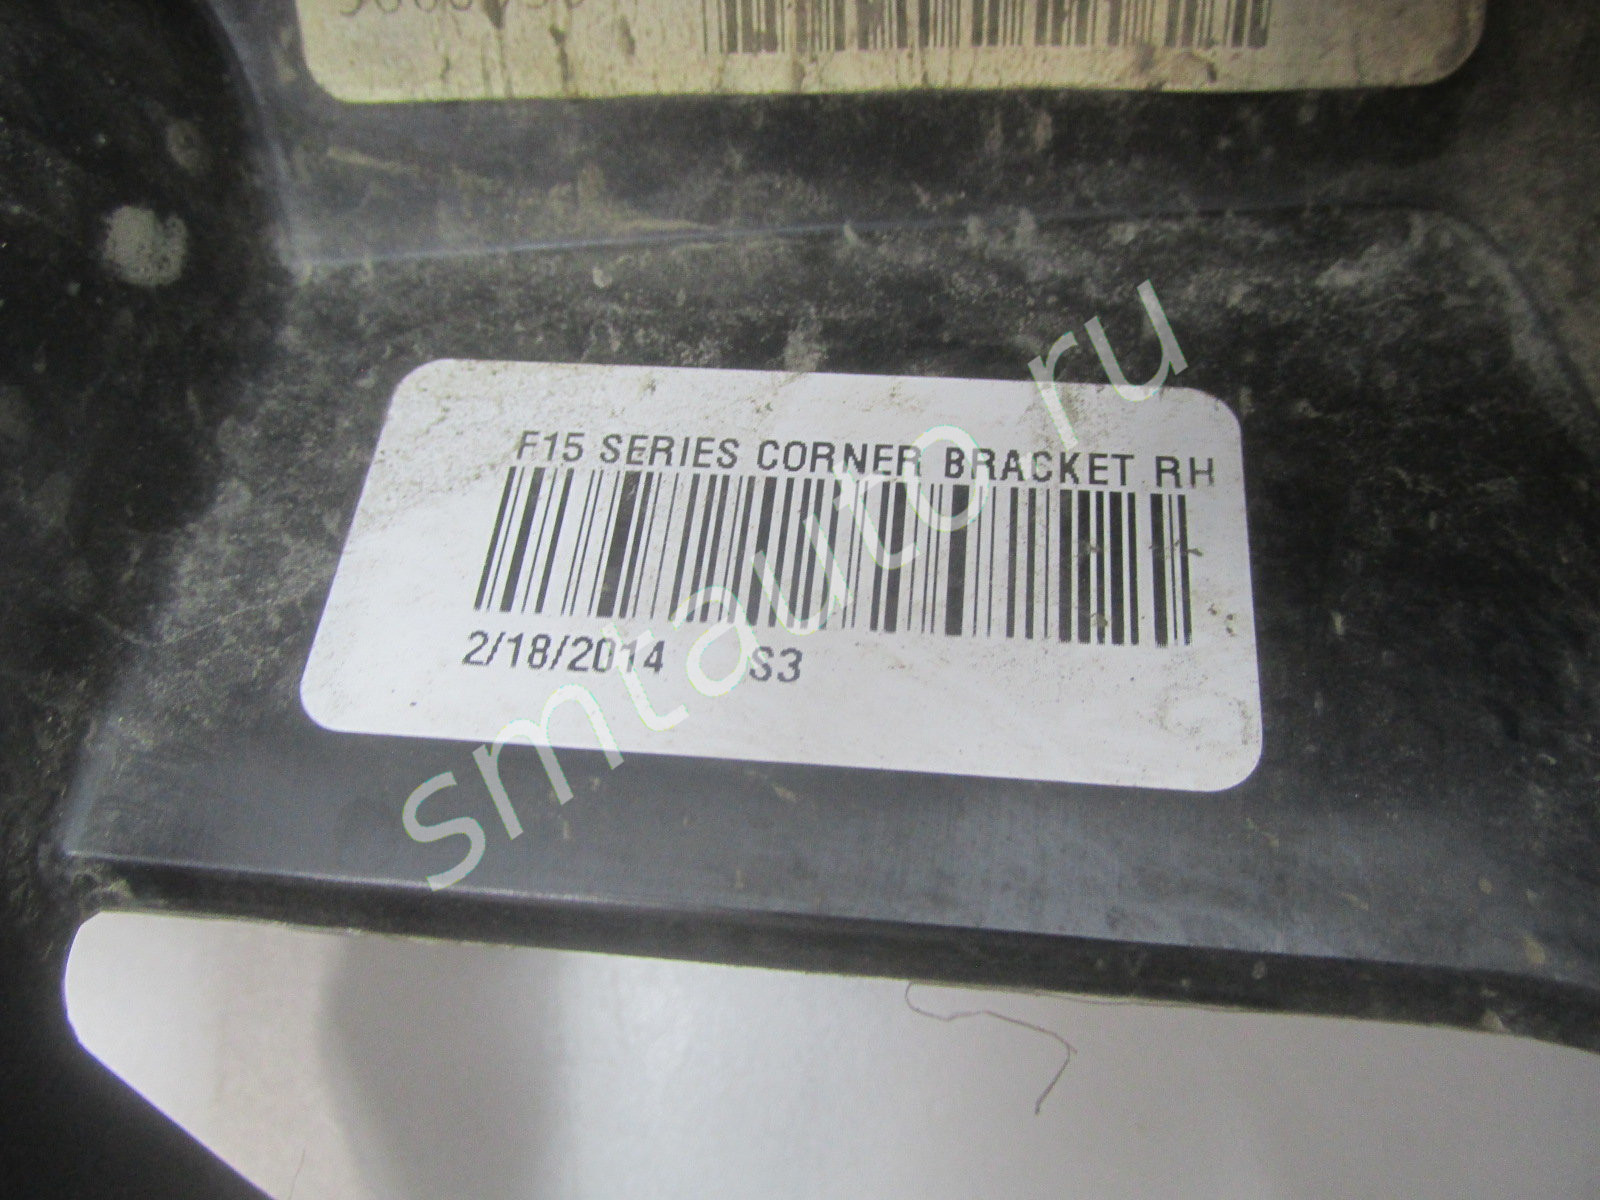 F15 SERIES CORNER BRACKET RH
2/18/2014 S3
smtauto.ru